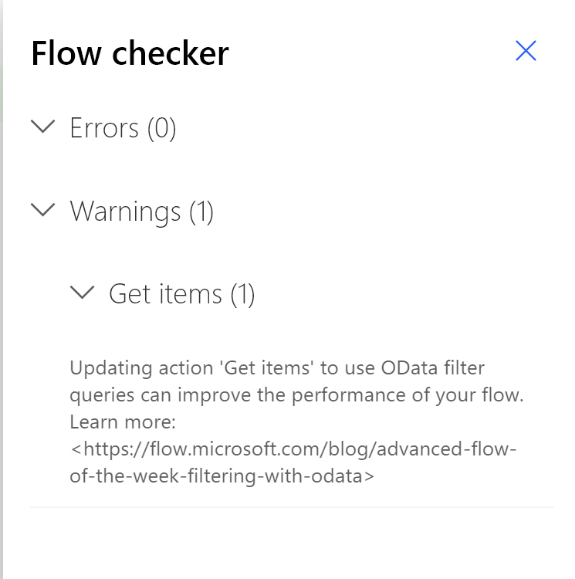 Flow checker
Errors (0)
Warnings (1)
Get items (1)
Updating action 'Get items' to use OData filter
queries can improve the performance of your flow.
Learn more:
<https://flow.microsoft.com/blog/advanced-flow-
of-the-week-filtering-with-odata>